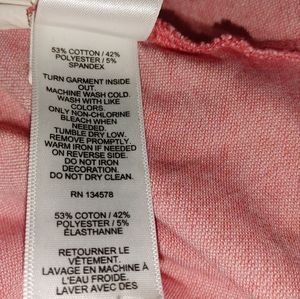 53% COTTON / 42%
POLYESTER / 5%
SPANDEX
TURN GARMENT INSIDE
OUT.
MACHINE WASH COLD.
WASH WITH LIKE
COLORS.
ONLY NON-CHLORINE
BLEACH WHEN
NEEDED.
TUMBLE DRY LOW.
REMOVE PROMPTLY.
WARM IRON IF NEEDED
ON REVERSE SIDE.
DO NOT IRON
DECORATION.
DO NOT DRY CLEAN.
RN 134578
53% COTON / 42%
POLYESTER / 5%
ÉLASTHANNE
RETOURNER LE
VÊTEMENT.
LAVAGE EN MACHINE À
L'EAU FROIDE.
LAVER AVEC DES